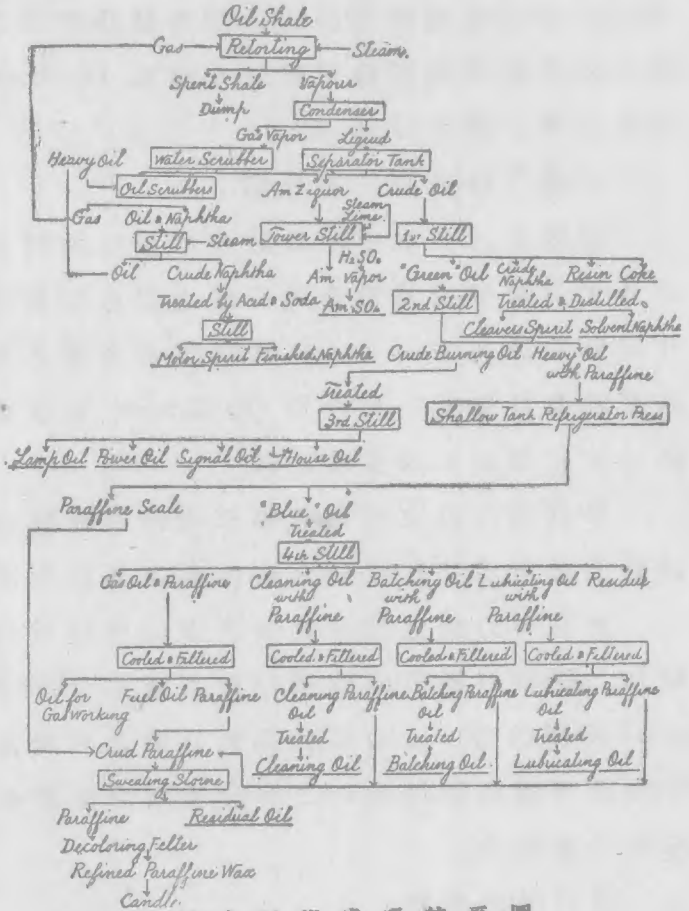 Oil Shale
Gas Retorting Steam.
Spent Shale Vapour
Dump Condenser
Gas Vapor Liquid
Heavy Oil Water Scrubber Separator Tank
Oil Scrubbers Am Liquor Crude Oil
Steam
Lime
Gas Oil & Naphtha
Still Steam Tower Still 1st Still
H₂SO₄
Oil Crude Naphtha Am Vapor "Green" Oil Crude Naphtha Resin Coke
Treated by Acid & Soda Am SO₄ 2nd Still Treated & Distilled.
Still Cleavers Spirit Solvent Naphtha
Motor Spirit Finished Naphtha Crude Burning Oil Heavy Oil
with Paraffine
Treated
3rd Still Shallow Tank Refrigerator Press
Lamp Oil Power Oil Signal Oil House Oil
Paraffine Scale "Blue" Oil
Treated
4th Still
Gas Oil & Paraffine Cleaning Oil Batching Oil Lubricating Oil Residue
with with with
Paraffine Paraffine Paraffine
Cooled & Filtered Cooled & Filtered Cooled & Filtered Cooled & Filtered
Oil for Fuel Oil Paraffine Cleaning Paraffine Batching Paraffine Lubricating Paraffine
Gas Working Oil Oil Oil
Treated Treated Treated
Crud Paraffine Cleaning Oil Batching Oil. Lubricating Oil
Sweating Storne
Paraffine Residual Oil
Decoloring Felter
Refined Paraffine Wax
Candle.